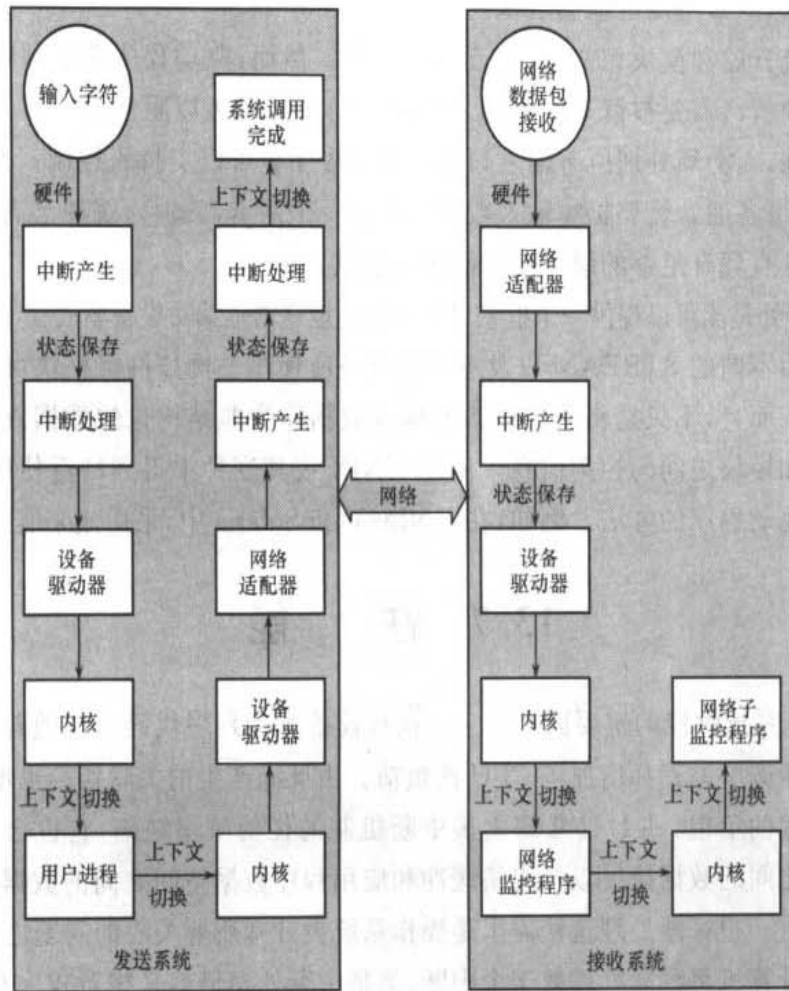 输入字符
硬件
中断产生
状态 保存
中断处理
设备
驱动器
内核
上下文 切换
用户进程
上下文
切换
内核
设备
驱动器
网络
适配器
中断产生
状态 保存
中断处理
上下文 切换
系统调用
完成
发送系统
网络
网络
数据包
接收
硬件
网络
适配器
中断产生
状态 保存
设备
驱动器
内核
上下文 切换
网络
监控程序
上下文
切换
内核
上下文 切换
网络子
监控程序
接收系统